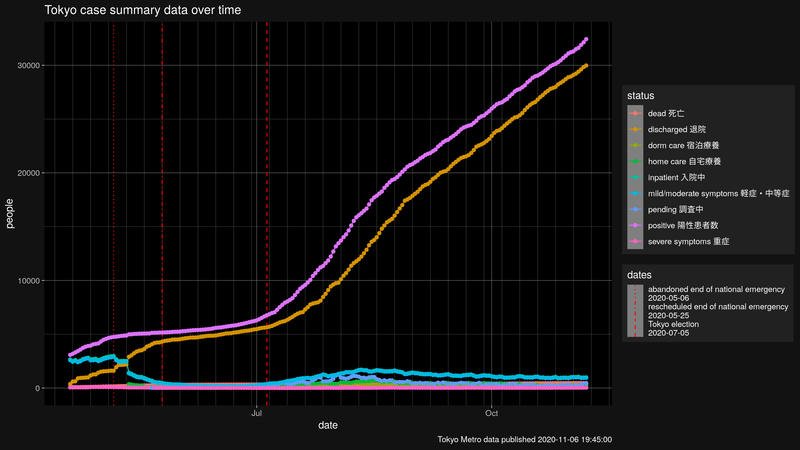 Tokyo case summary data over time
people
30000
20000
10000
0
Jul
Oct
date
status
dead 死亡
discharged 退院
dorm care 宿泊療養
home care 自宅療養
inpatient 入院中
mild/moderate symptoms 軽症・中等症
pending 調査中
positive 陽性患者数
severe symptoms 重症
dates
abandoned end of national emergency
2020-05-06
rescheduled end of national emergency
2020-05-25
Tokyo election
2020-07-05
Tokyo Metro data published 2020-11-06 19:45:00